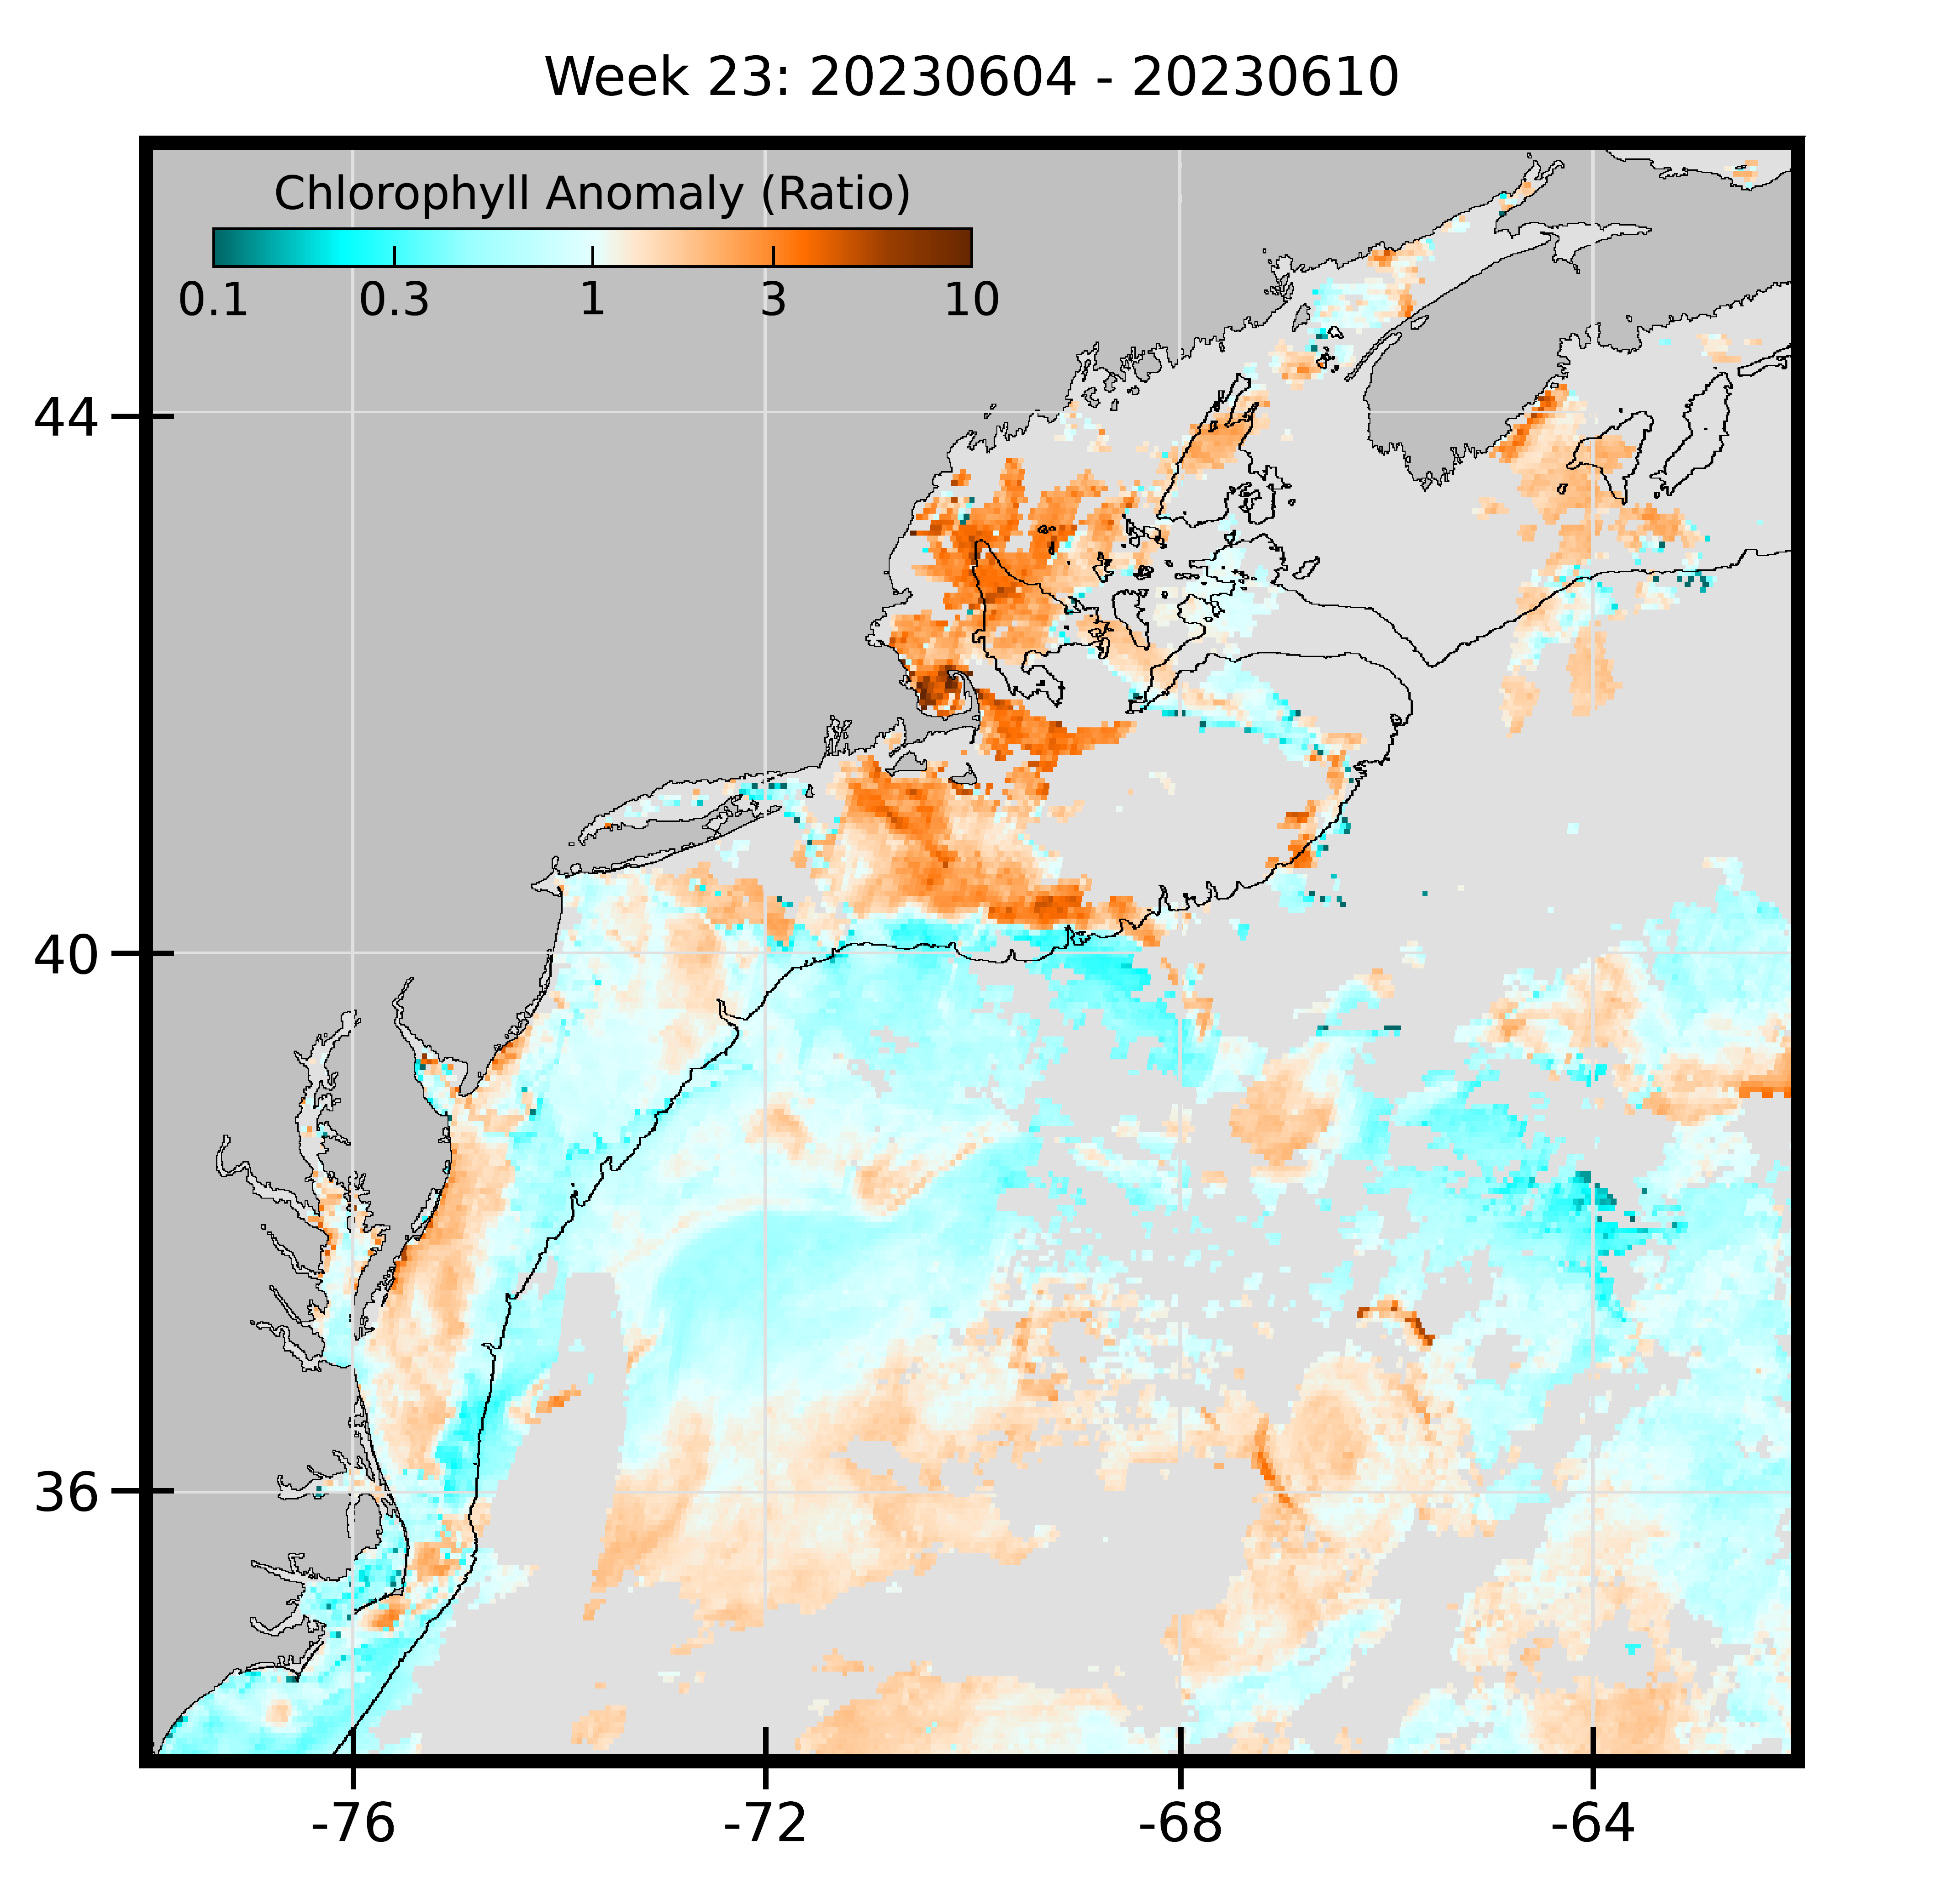 Week 23: 20230604 - 20230610
Chlorophyll Anomaly (Ratio)
0.1 0.3 1 3 10
44
40
36
-76 -72 -68 -64